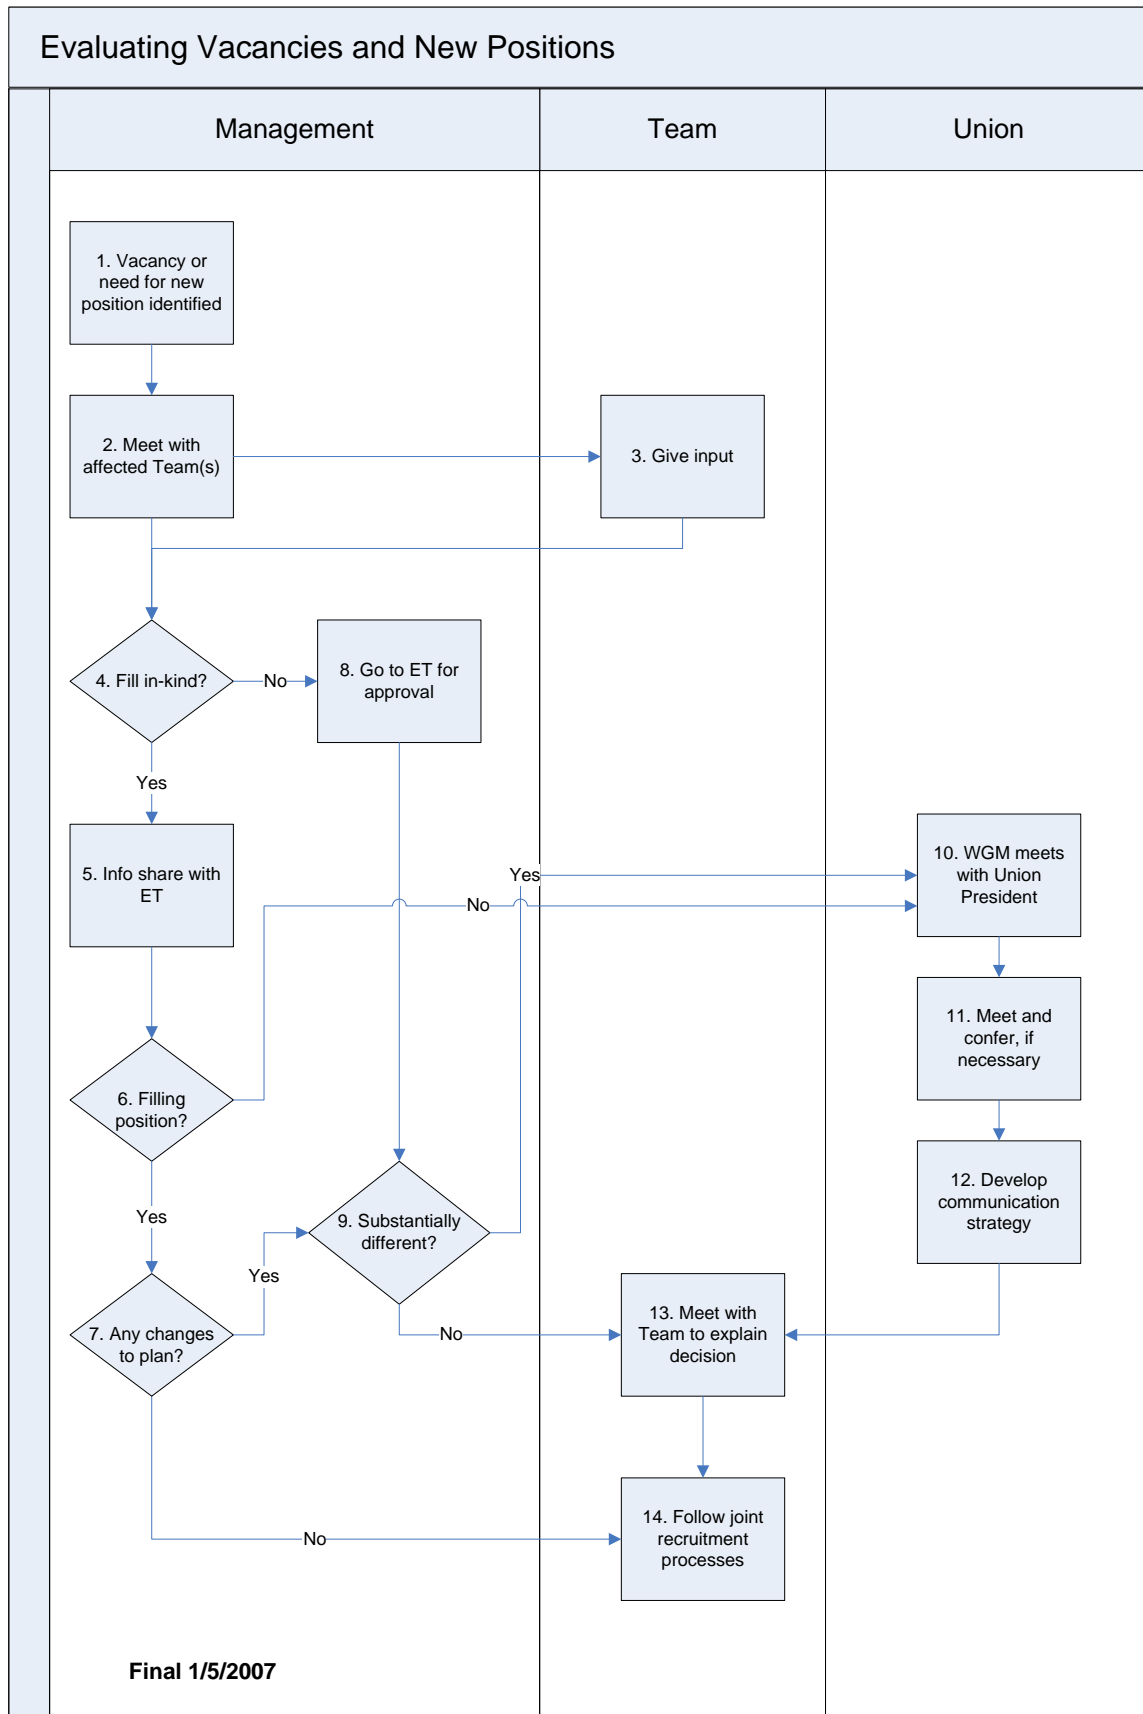 Evaluating Vacancies and New Positions
Management
Team
Union
1. Vacancy or
need for new
position identified
2. Meet with
affected Team(s)
3. Give input
4. Fill in-kind?
No
8. Go to ET for
approval
Yes
5. Info share with
ET
Yes
10. WGM meets
with Union
President
No
11. Meet and
confer, if
necessary
6. Filling
position?
Yes
9. Substantially
different?
12. Develop
communication
strategy
Yes
7. Any changes
to plan?
No
13. Meet with
Team to explain
decision
14. Follow joint
recruitment
processes
No
Final 1/5/2007